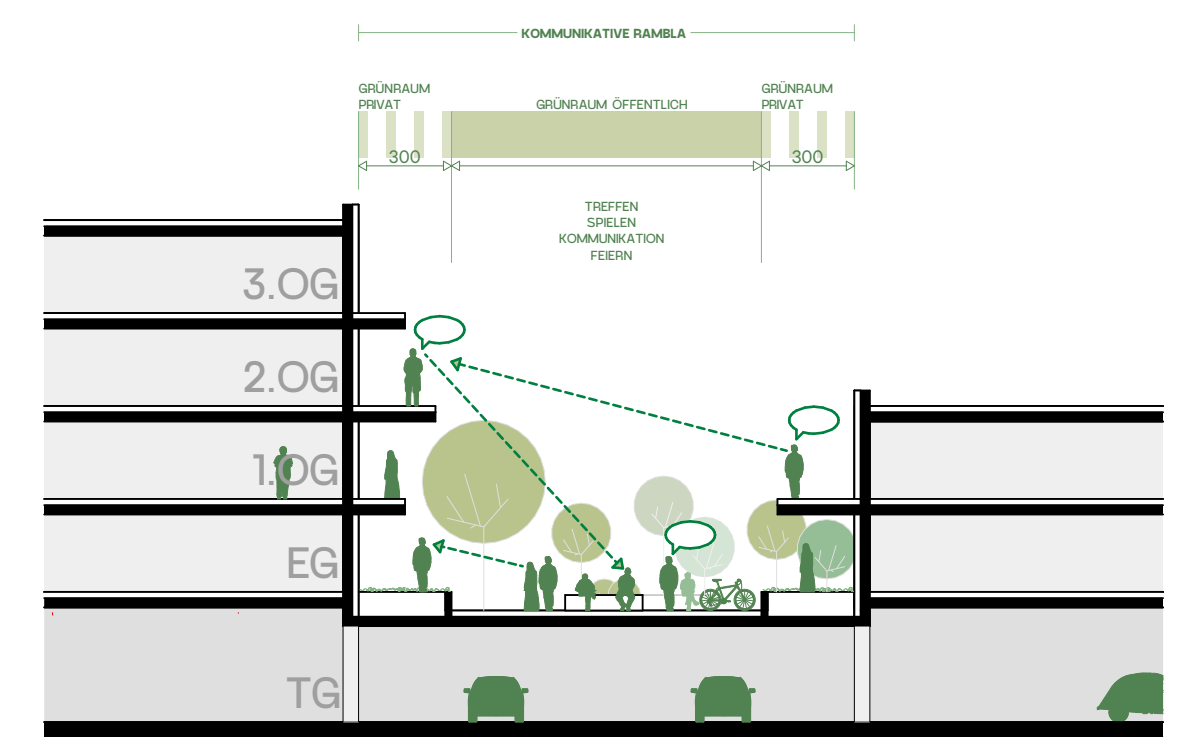 KOMMUNIKATIVE RAMBLA
GRÜNRAUM
PRIVAT
GRÜNRAUM ÖFFENTLICH
GRÜNRAUM
PRIVAT
300
300
TREFFEN
SPIELEN
KOMMUNIKATION
FEIERN
3.OG
2.OG
1.OG
EG
TG